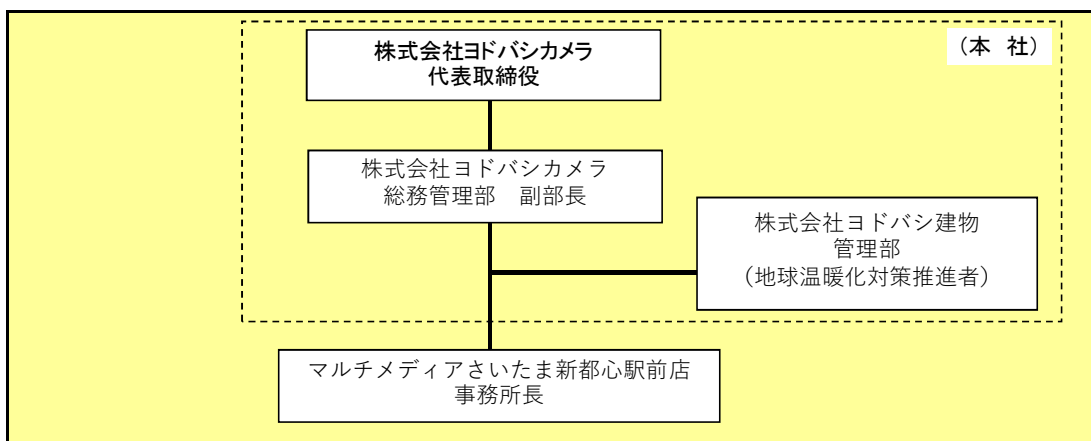 (本 社)
株式会社ヨドバシカメラ
代表取締役
株式会社ヨドバシカメラ
総務管理部 副部長
株式会社ヨドバシ建物
管理部
(地球温暖化対策推進者)
マルチメディアさいたま新都心駅前店
事務所長